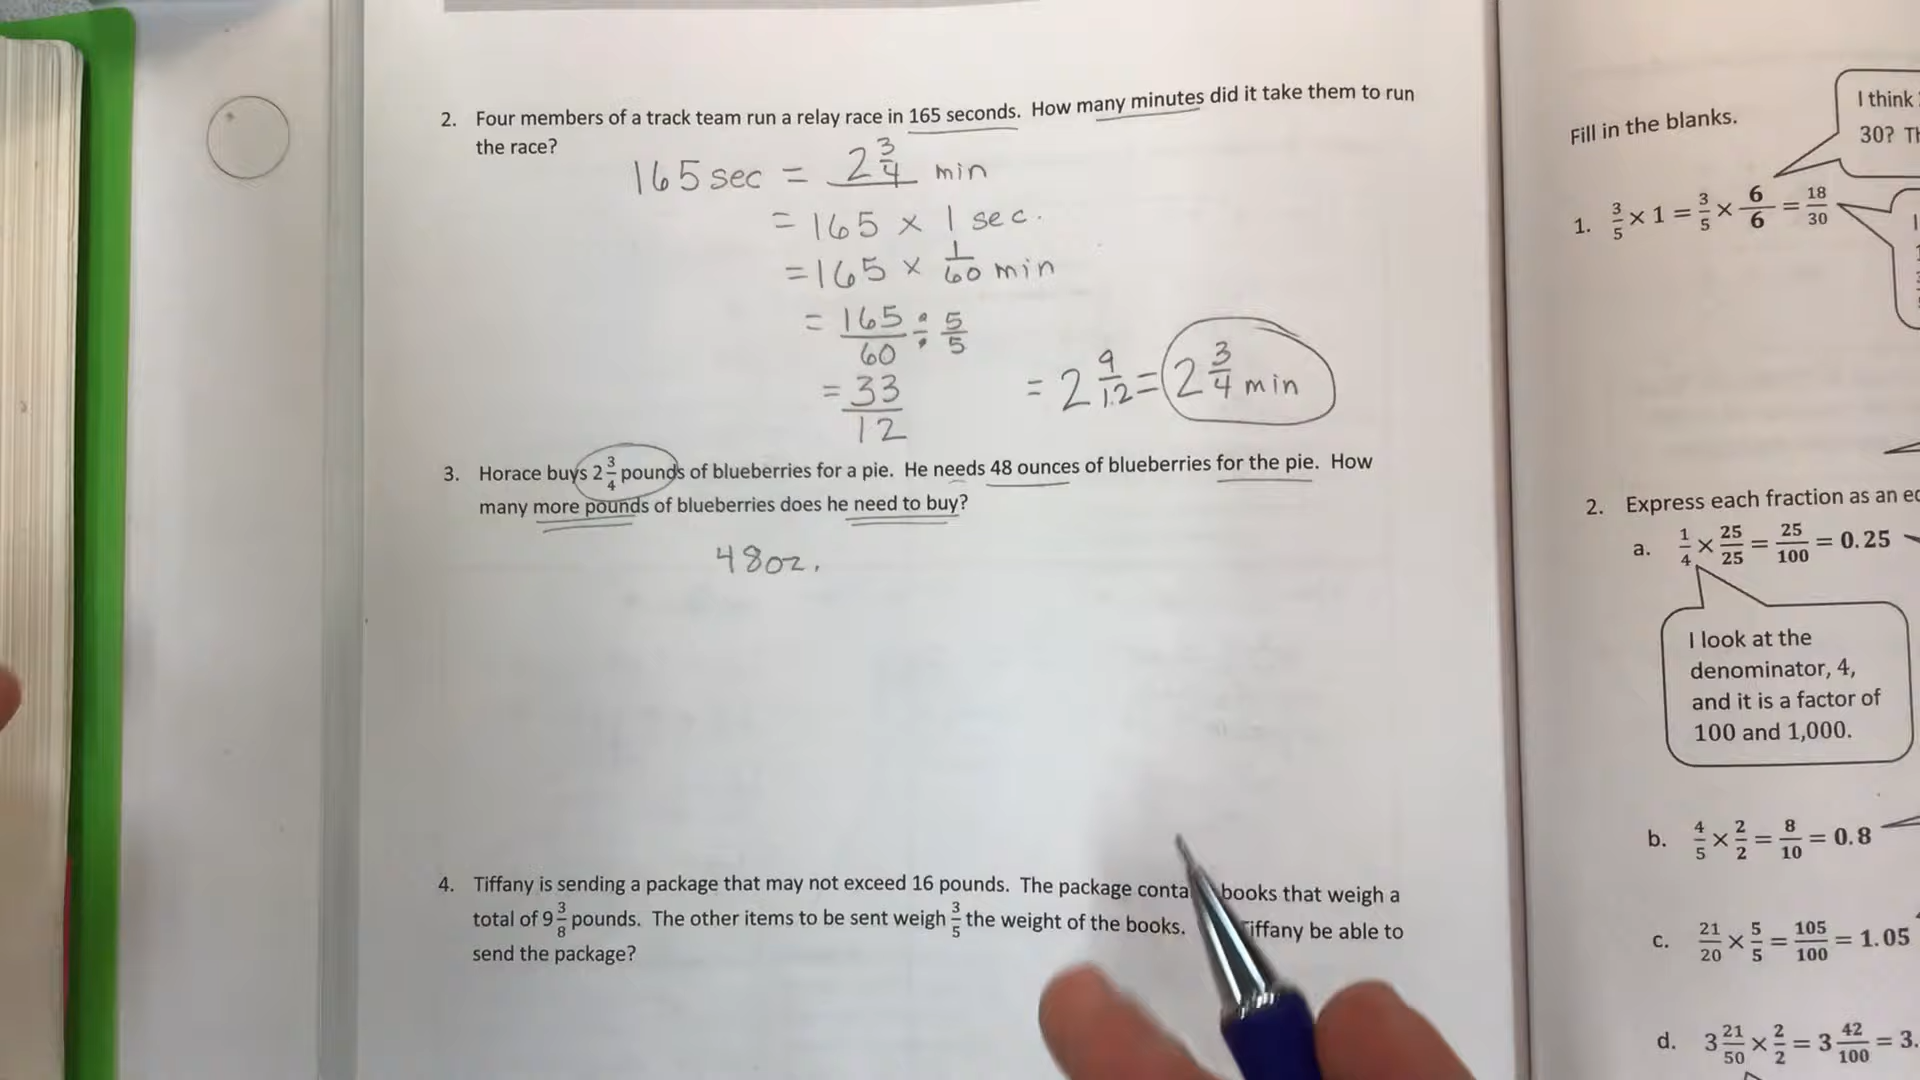 2. Four members of a track team run a relay race in 165 seconds. How many minutes did it take them to run
the race?
165 sec = 2 3/4 min
= 165 × 1 sec.
= 165 × 1/60 min
= 165/60 ÷ 5/5
= 33/12
= 2 9/12 = 2 3/4 min
3. Horace buys 2 3/4 pounds of blueberries for a pie. He needs 48 ounces of blueberries for the pie. How
many more pounds of blueberries does he need to buy?
48oz.
4. Tiffany is sending a package that may not exceed 16 pounds. The package books that weigh a
total of 9 3/8 pounds. The other items to be sent weigh 3/5 the weight of the books. be able to
send the package?
Fill in the blanks.
I think
30?
1. 3/5 × 1 = 3/5 × 6/6 = 18/30
2. Express each fraction as an
a. 1/4 × 25/25 = 25/100 = 0.25
I look at the
denominator, 4,
and it is a factor of
100 and 1,000.
b. 4/5 × 2/2 = 8/10 = 0.8
c. 21/20 × 5/5 = 105/100 = 1.05
d. 3 21/50 × 2/2 = 3 42/100 = 3.